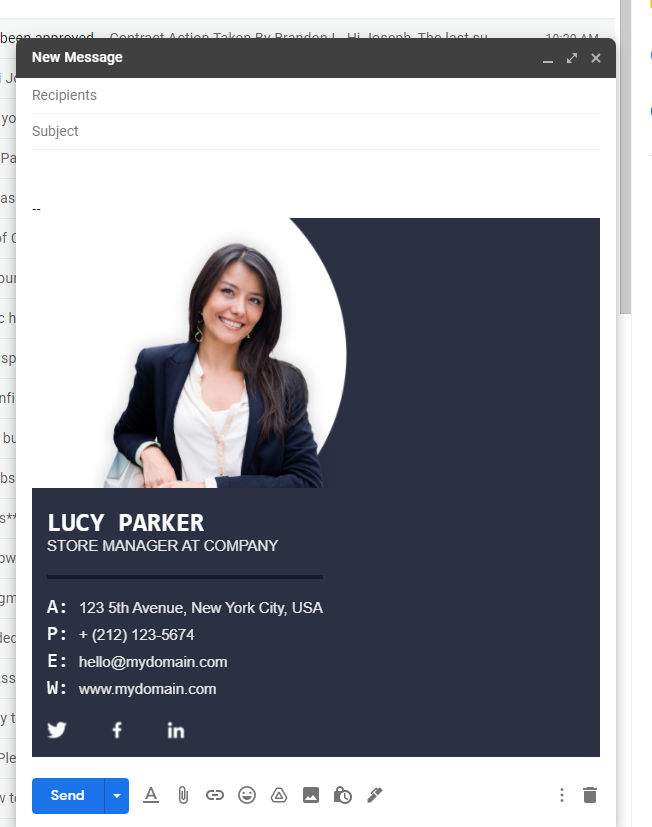 been approved - Contract Action Taken By Brandon L. Hi Joseph, The last su... 10:20 AM
New Message
Recipients
Subject
--
LUCY PARKER
STORE MANAGER AT COMPANY
A: 123 5th Avenue, New York City, USA
P: + (212) 123-5674
E: hello@mydomain.com
W: www.mydomain.com
Send